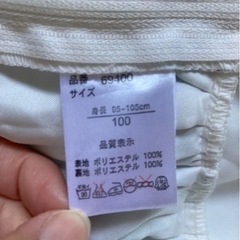 品番 69400
サイズ
身長 95-105cm
100
品質表示
表地 ポリエステル 100%
裏地 ポリエステル 100%